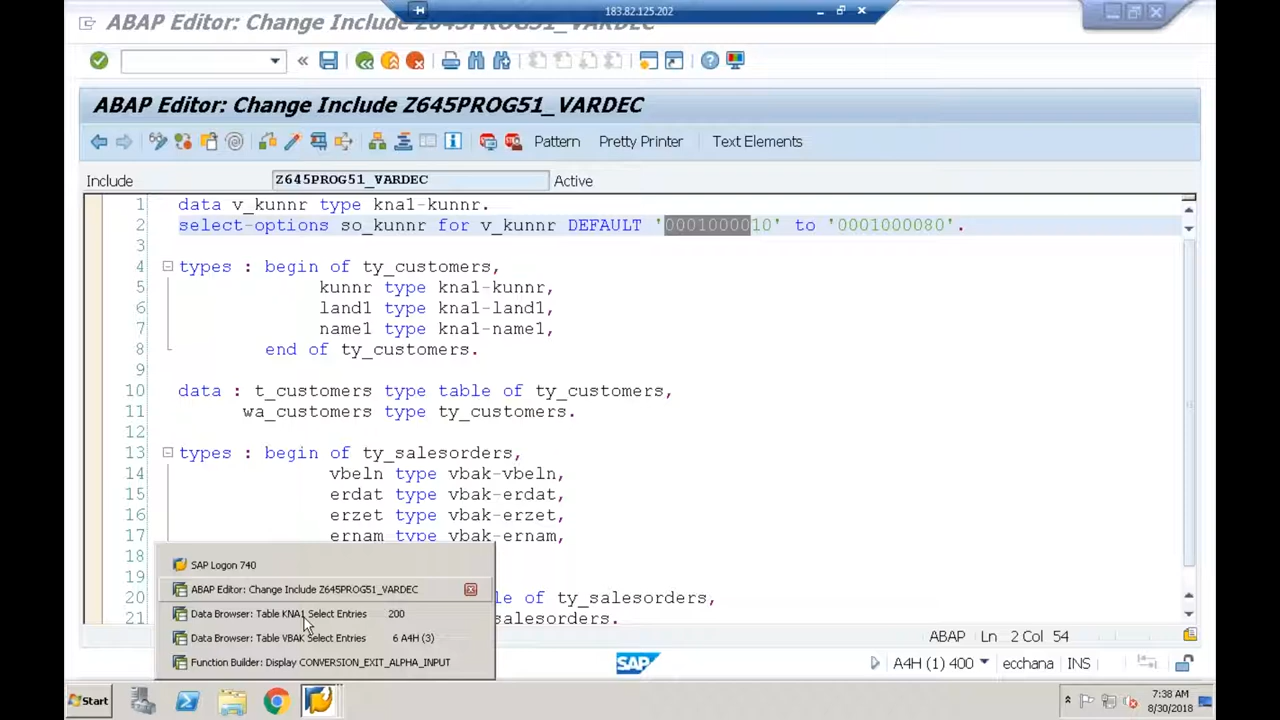 183.82.125.202
ABAP Editor: Change Include Z645PROG51_VARDEC
ABAP Editor: Change Include Z645PROG51_VARDEC
Pattern Pretty Printer Text Elements
Include Z645PROG51_VARDEC Active
1 data v_kunnr type kna1-kunnr.
2 select-options so_kunnr for v_kunnr DEFAULT '0001000010' to '0001000080'.
3
4 types : begin of ty_customers,
5 kunnr type kna1-kunnr,
6 land1 type kna1-land1,
7 name1 type kna1-name1,
8 end of ty_customers.
9
10 data : t_customers type table of ty_customers,
11 wa_customers type ty_customers.
12
13 types : begin of ty_salesorders,
14 vbeln type vbak-vbeln,
15 erdat type vbak-erdat,
16 erzet type vbak-erzet,
17 ernam type vbak-ernam,
18
19
le of ty_salesorders,
21 salesorders.
SAP Logon 740
ABAP Editor: Change Include Z645PROG51_VARDEC
Data Browser: Table KNA1 Select Entries 200
Data Browser: Table VBAK Select Entries 6 A4H (3)
Function Builder: Display CONVERSION_EXIT_ALPHA_INPUT
ABAP Ln 2 Col 54
SAP
A4H (1) 400 ecchana INS
Start
7:38 AM
8/30/2018